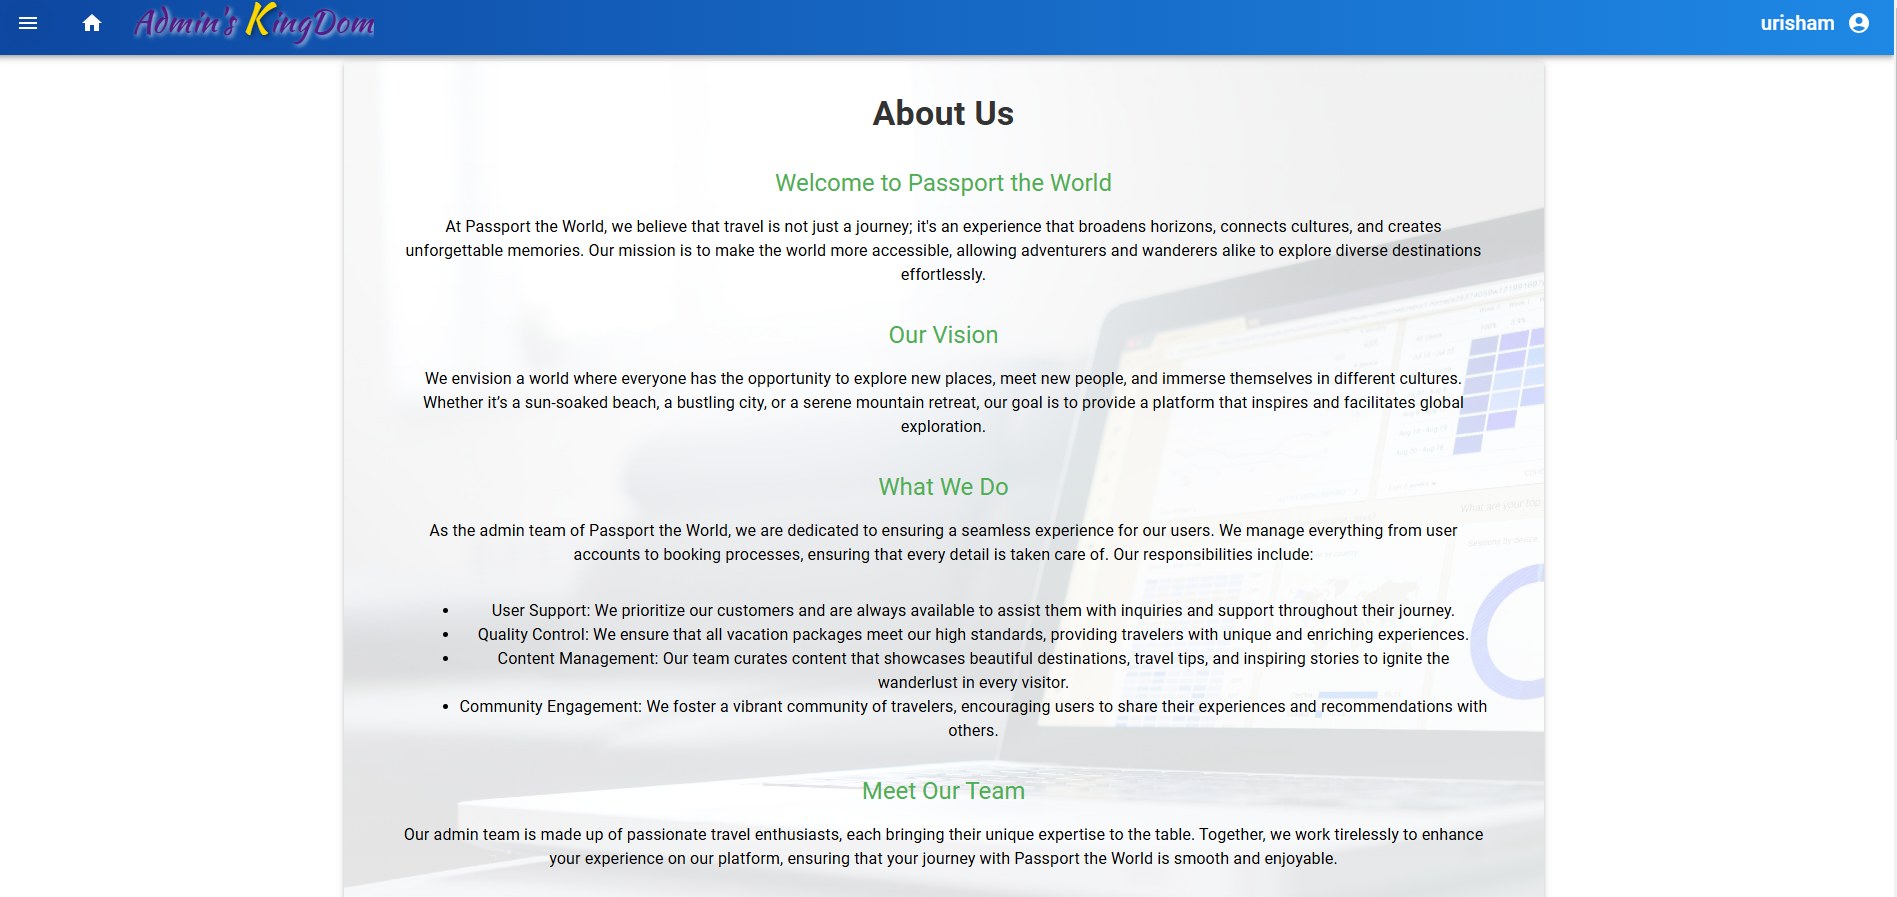 Admin's KingDom
urisham
About Us
Welcome to Passport the World
At Passport the World, we believe that travel is not just a journey; it's an experience that broadens horizons, connects cultures, and creates
unforgettable memories. Our mission is to make the world more accessible, allowing adventurers and wanderers alike to explore diverse destinations
effortlessly.
Our Vision
We envision a world where everyone has the opportunity to explore new places, meet new people, and immerse themselves in different cultures.
Whether it’s a sun-soaked beach, a bustling city, or a serene mountain retreat, our goal is to provide a platform that inspires and facilitates global
exploration.
What We Do
As the admin team of Passport the World, we are dedicated to ensuring a seamless experience for our users. We manage everything from user
accounts to booking processes, ensuring that every detail is taken care of. Our responsibilities include:
• User Support: We prioritize our customers and are always available to assist them with inquiries and support throughout their journey.
• Quality Control: We ensure that all vacation packages meet our high standards, providing travelers with unique and enriching experiences.
• Content Management: Our team curates content that showcases beautiful destinations, travel tips, and inspiring stories to ignite the
wanderlust in every visitor.
• Community Engagement: We foster a vibrant community of travelers, encouraging users to share their experiences and recommendations with
others.
Meet Our Team
Our admin team is made up of passionate travel enthusiasts, each bringing their unique expertise to the table. Together, we work tirelessly to enhance
your experience on our platform, ensuring that your journey with Passport the World is smooth and enjoyable.
What are your top
Sessions by device